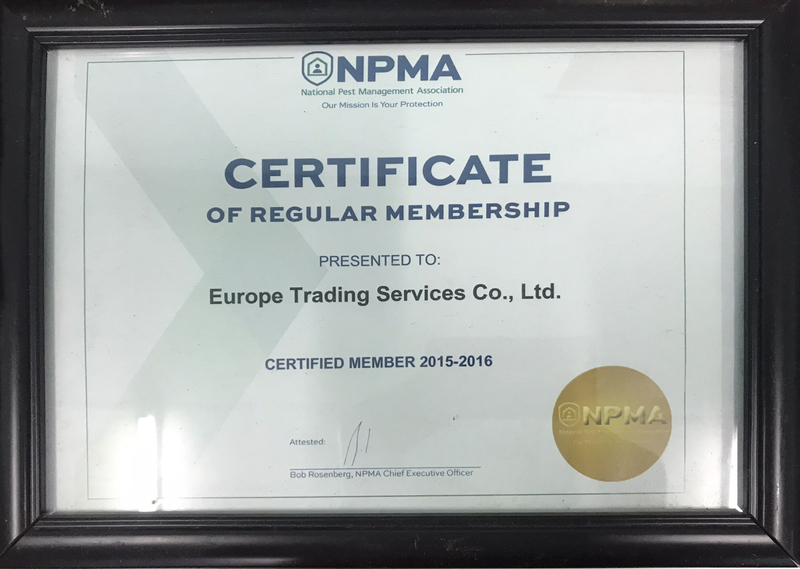 NPMA
National Pest Management Association
Our Mission Is Your Protection
CERTIFICATE
OF REGULAR MEMBERSHIP
PRESENTED TO:
Europe Trading Services Co., Ltd.
CERTIFIED MEMBER 2015-2016
Attested:
Bob Rosenberg, NPMA Chief Executive Officer
NPMA